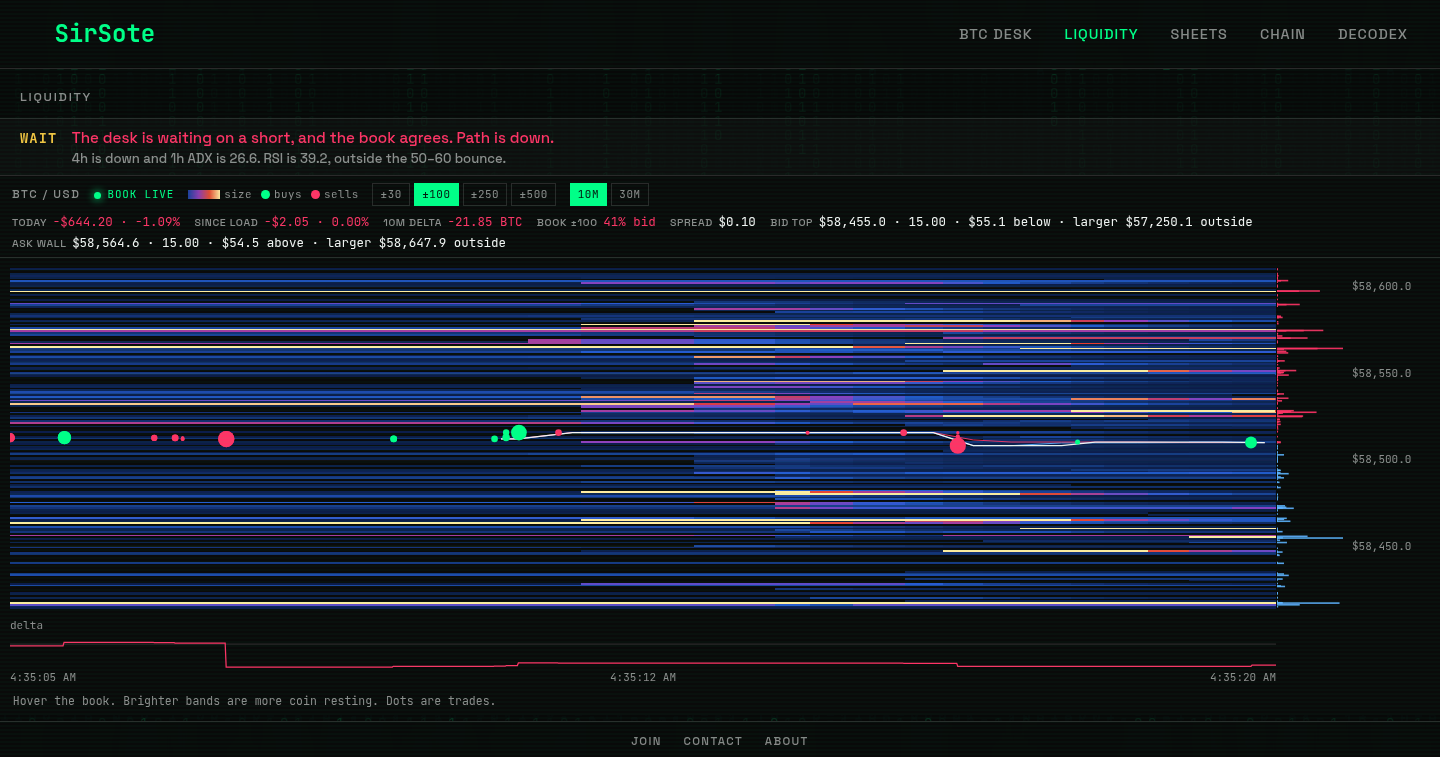 SirSote
BTC DESK LIQUIDITY SHEETS CHAIN DECODEX
LIQUIDITY
WAIT The desk is waiting on a short, and the book agrees. Path is down.
4h is down and 1h ADX is 26.6. RSI is 39.2, outside the 50–60 bounce.
BTC / USD BOOK LIVE size buys sells ±30 ±100 ±250 ±500 10M 30M
TODAY -$644.20 · -1.09% SINCE LOAD -$2.05 · 0.00% 10M DELTA -21.85 BTC BOOK ±100 41% bid SPREAD $0.10 BID TOP $58,455.0 · 15.00 · $55.1 below · larger $57,250.1 outside
ASK WALL $58,564.6 · 15.00 · $54.5 above · larger $58,647.9 outside
$58,600.0
$58,550.0
$58,500.0
$58,450.0
delta
4:35:05 AM 4:35:12 AM 4:35:20 AM
Hover the book. Brighter bands are more coin resting. Dots are trades.
JOIN CONTACT ABOUT